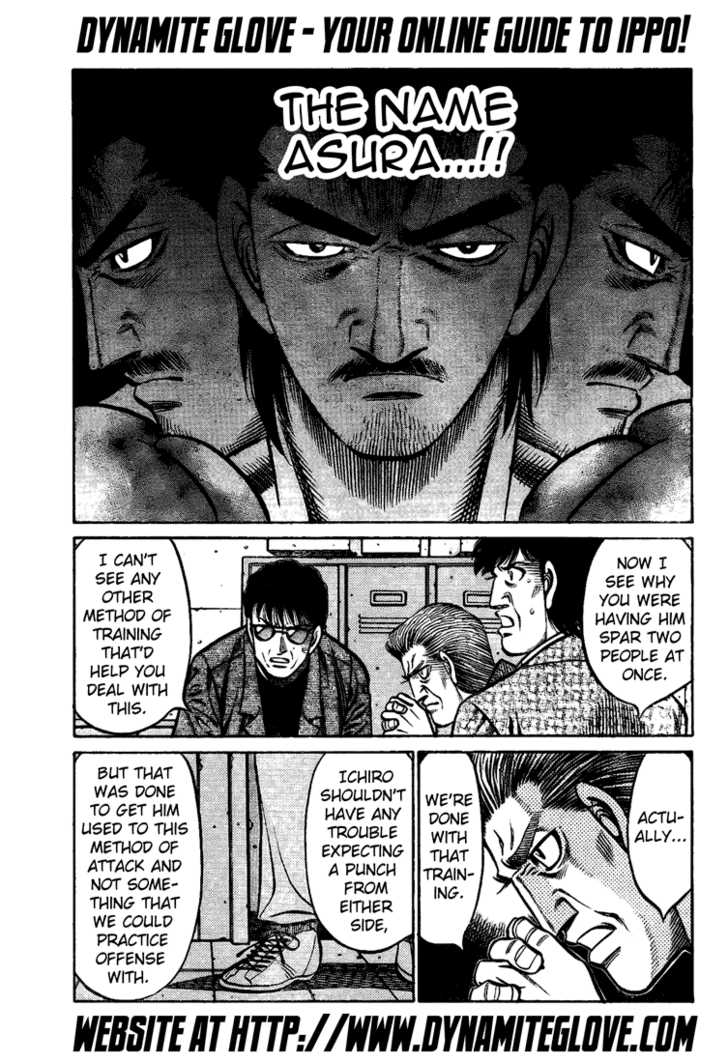 DYNAMITE GLOVE - YOUR ONLINE GUIDE TO IPPO!
THE NAME
ASURA...!!
NOW I
SEE WHY
YOU WERE
HAVING HIM
SPAR TWO
PEOPLE AT
ONCE.
I CAN'T
SEE ANY
OTHER
METHOD OF
TRAINING
THAT'D
HELP YOU
DEAL WITH
THIS.
ACTU-
ALLY...
WE'RE
DONE
WITH
THAT
TRAIN-
ING.
ICHIRO
SHOULDN'T
HAVE ANY
TROUBLE
EXPECTING
A PUNCH
FROM
EITHER
SIDE,
BUT THAT
WAS DONE
TO GET HIM
USED TO THIS
METHOD OF
ATTACK AND
NOT SOME-
THING THAT
WE COULD
PRACTICE
OFFENSE
WITH.
WEBSITE AT HTTP://WWW.DYNAMITEGLOVE.COM